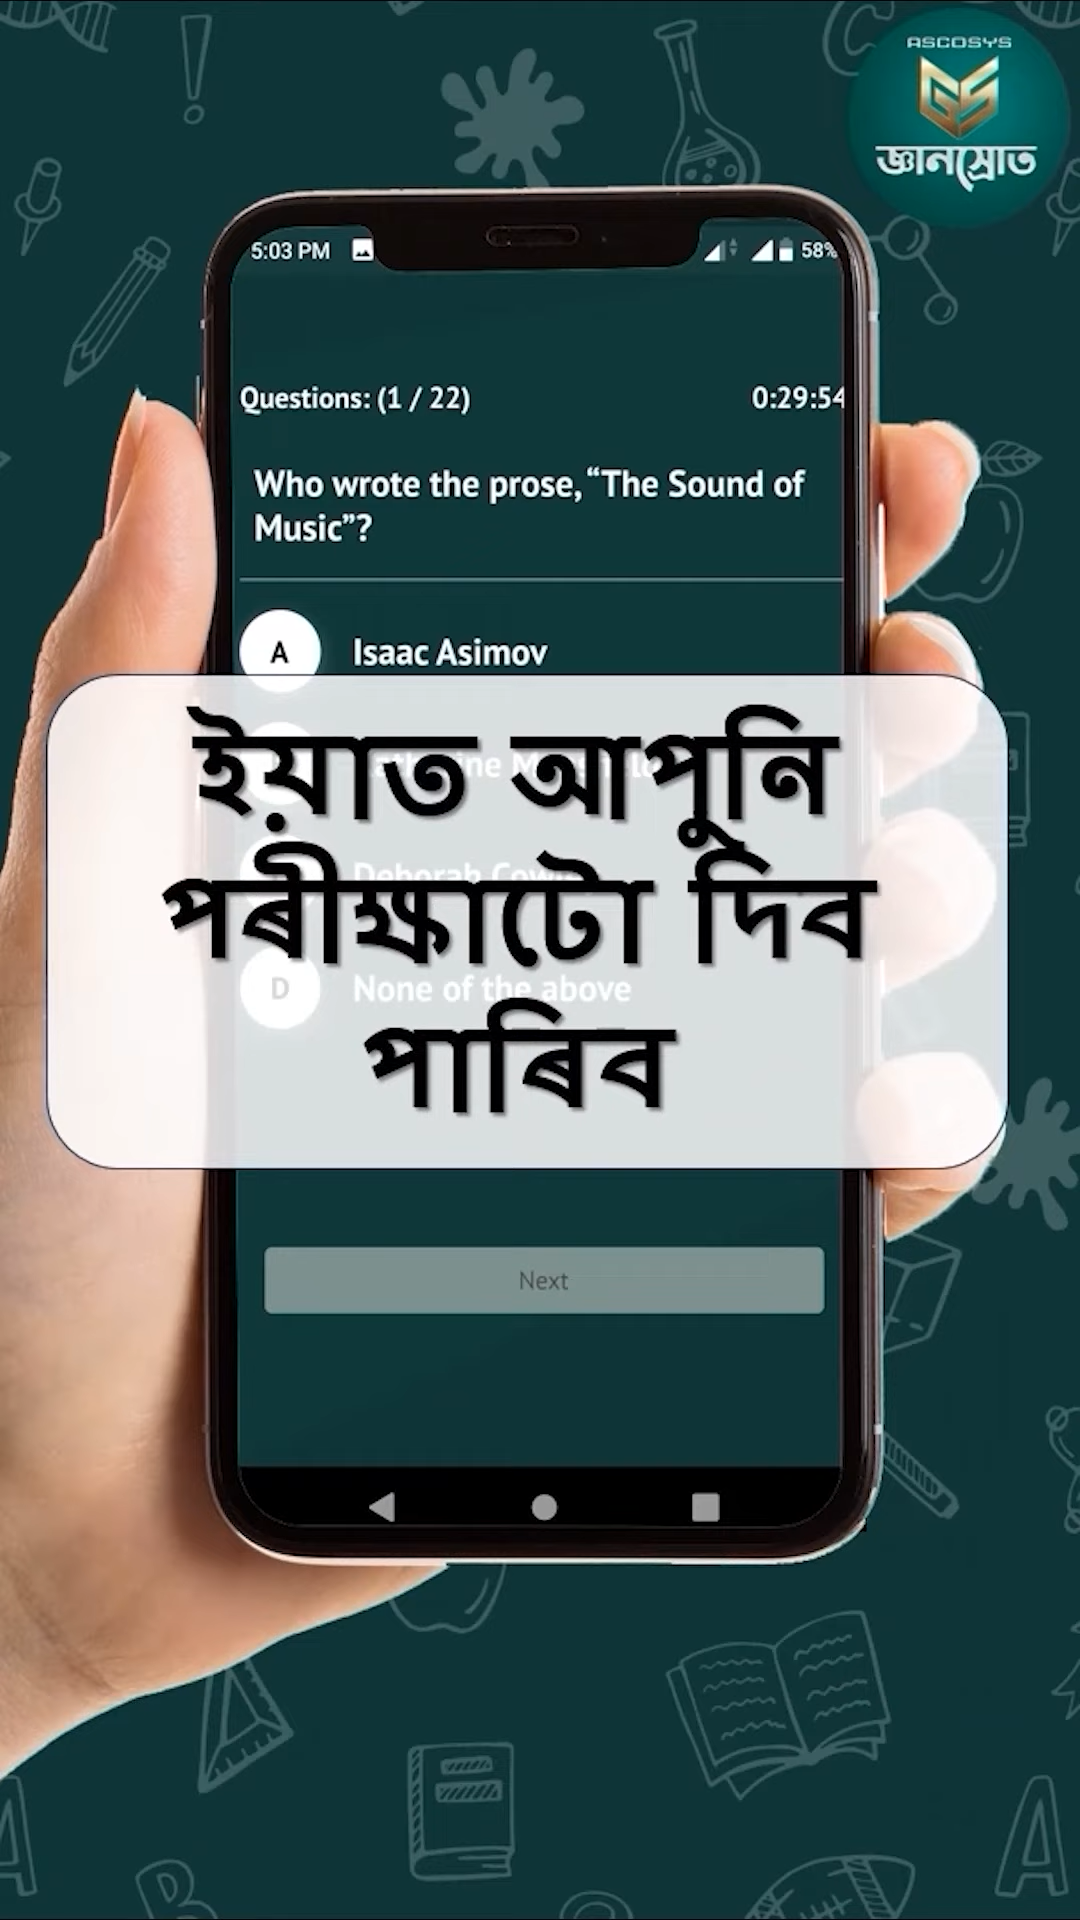 ASCOSYS
GS
জ্ঞানস্ৰোত
5:03 PM
58%
Questions: (1 / 22)
0:29:54
Who wrote the prose, “The Sound of
Music”?
A
Isaac Asimov
ইয়াত আপুনি
পৰীক্ষাটো দিব
D
None of the above
পাৰিব
Next